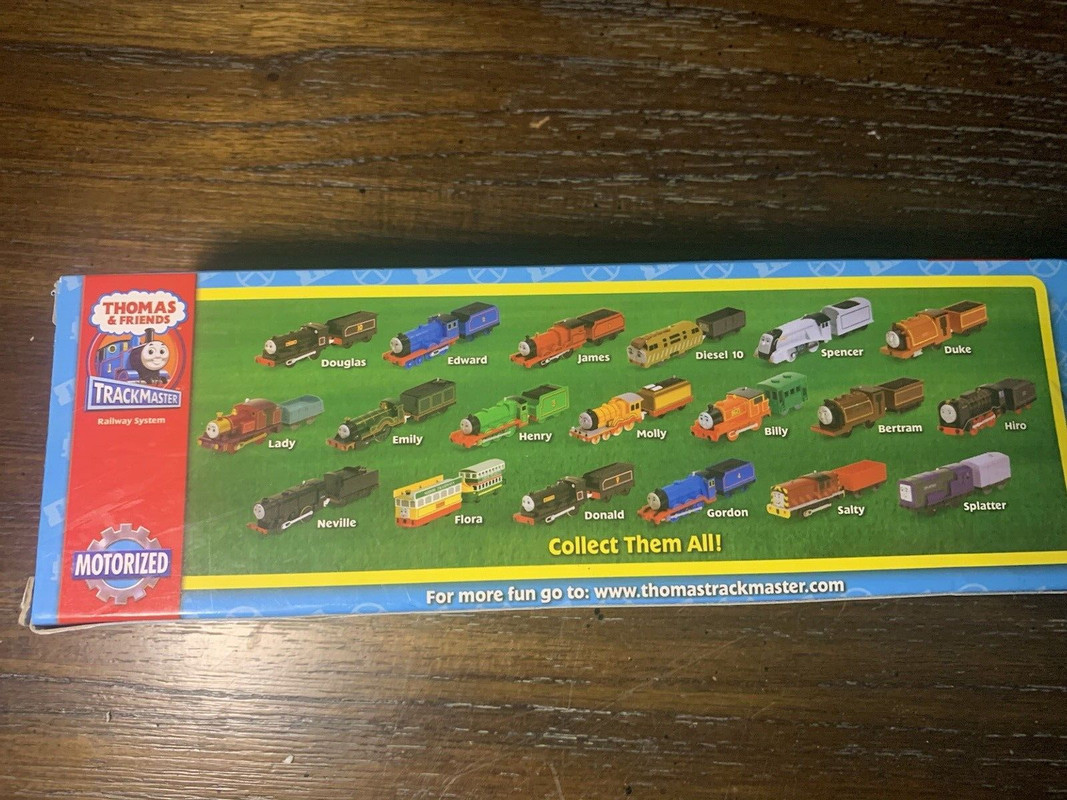 THOMAS
& FRIENDS
TRACKMASTER
Railway System
MOTORIZED
Douglas
Edward
James
Diesel 10
Spencer
Duke
Lady
Emily
Henry
Molly
Billy
Bertram
Hiro
Neville
Flora
Donald
Gordon
Salty
Splatter
Collect Them All!
For more fun go to: www.thomastrackmaster.com